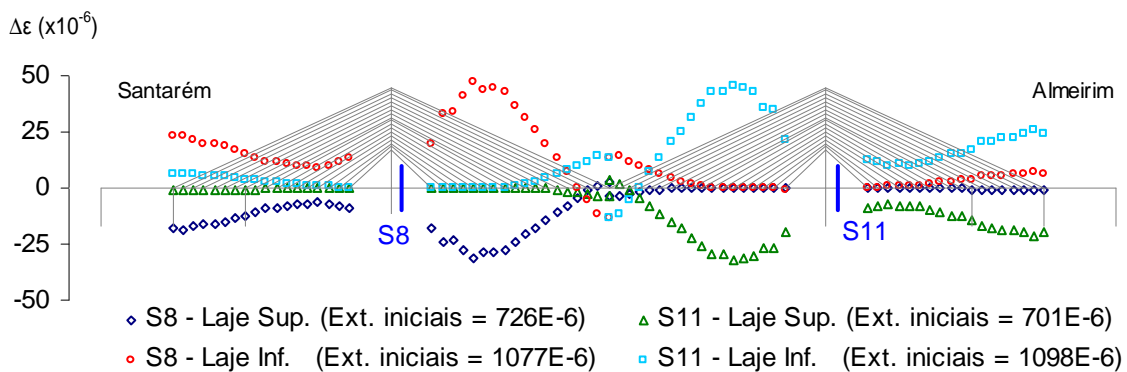 Δε (x10⁻⁶)
50
Santarém
Almeirim
25
0
S8
S11
-25
-50
S8 - Laje Sup. (Ext. iniciais = 726E-6)
S11 - Laje Sup. (Ext. iniciais = 701E-6)
S8 - Laje Inf. (Ext. iniciais = 1077E-6)
S11 - Laje Inf. (Ext. iniciais = 1098E-6)